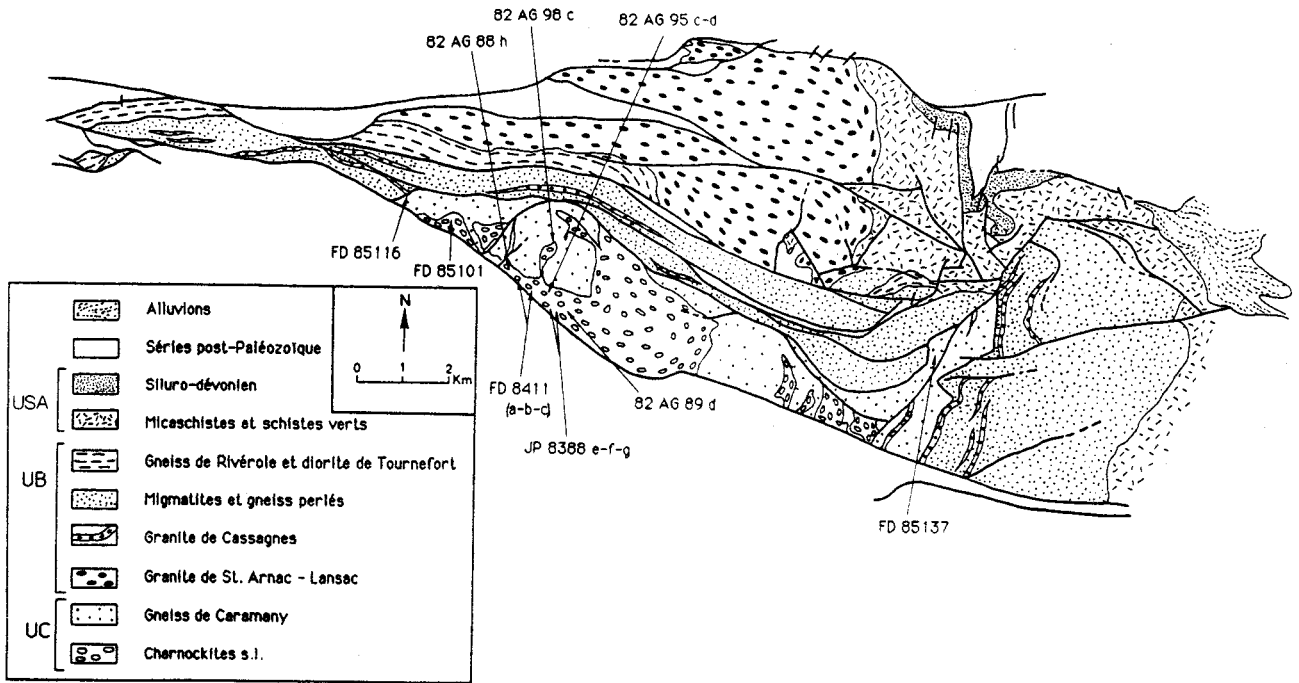 82 AG 98 c
82 AG 95 c-d
82 AG 88 h
FD 85116
FD 85101
FD 8411
(a-b-c)
82 AG 89 d
JP 8388 e-f-g
FD 85137
N
0 1 2
Km
Alluvions
Séries post-Paléozoïque
USA
Siluro-dévonien
Micaschistes et schistes verts
UB
Gneiss de Rivérole et diorite de Tournefort
Migmatites et gneiss perlés
Granite de Cassagnes
Granite de St. Arnac - Lansac
UC
Gneiss de Caramany
Charnockites s.l.